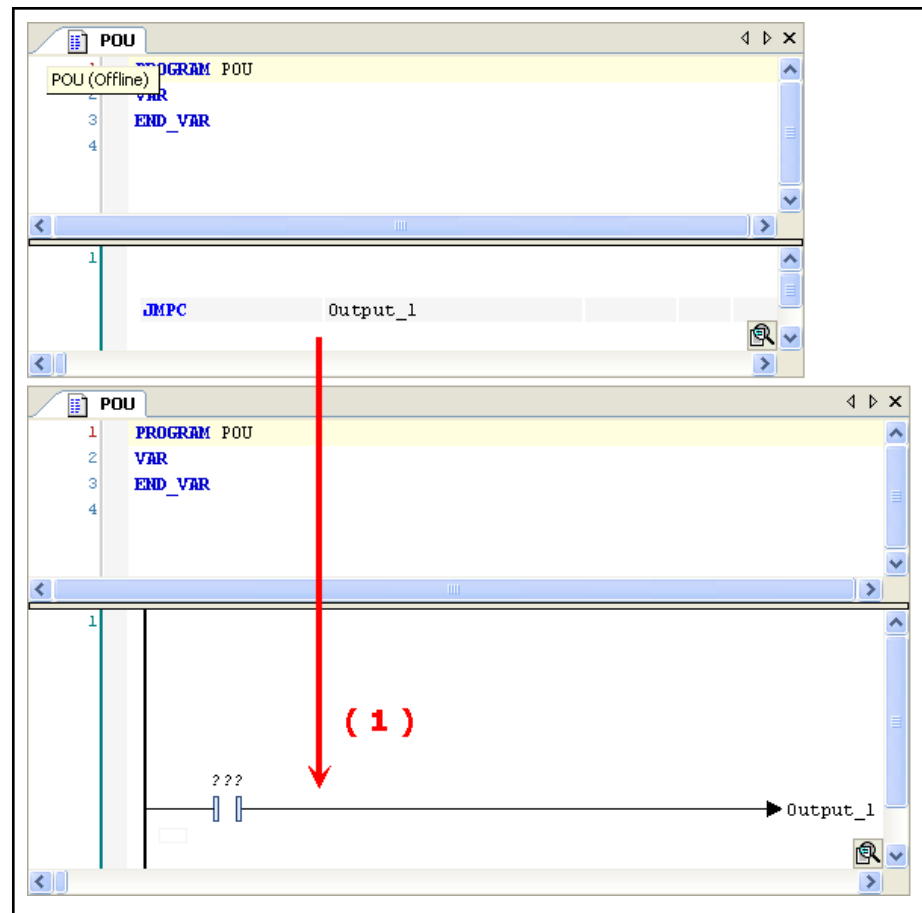 POU
1 PROGRAM POU
POU (Offline)
2 VAR
3 END_VAR
4
1
JMPC Output_1
POU
1 PROGRAM POU
2 VAR
3 END_VAR
4
1
( 1 )
???
Output_1